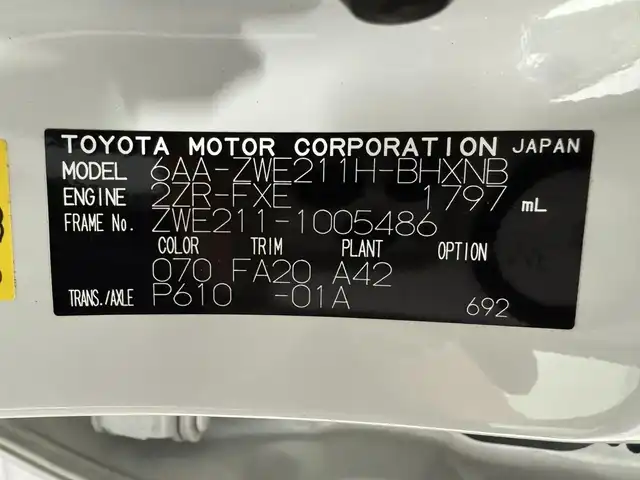 TOYOTA MOTOR CORPORATION JAPAN
MODEL 6AA-ZWE211H-BHXNB
ENGINE 2ZR-FXE 1797 mL
FRAME No. ZWE211-1005486
COLOR TRIM PLANT OPTION
070 FA20 A42
TRANS./AXLE P610 -01A 692